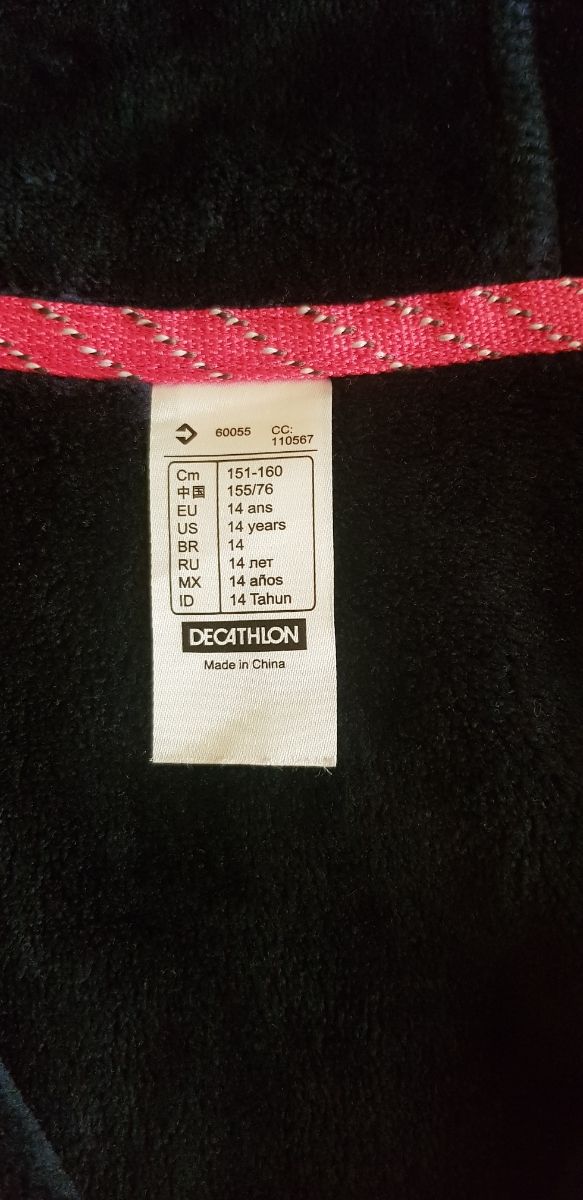 60055 CC: 110567
Cm 151-160
中国 155/76
EU 14 ans
US 14 years
BR 14
RU 14 лет
MX 14 años
ID 14 Tahun
DECATHLON
Made in China